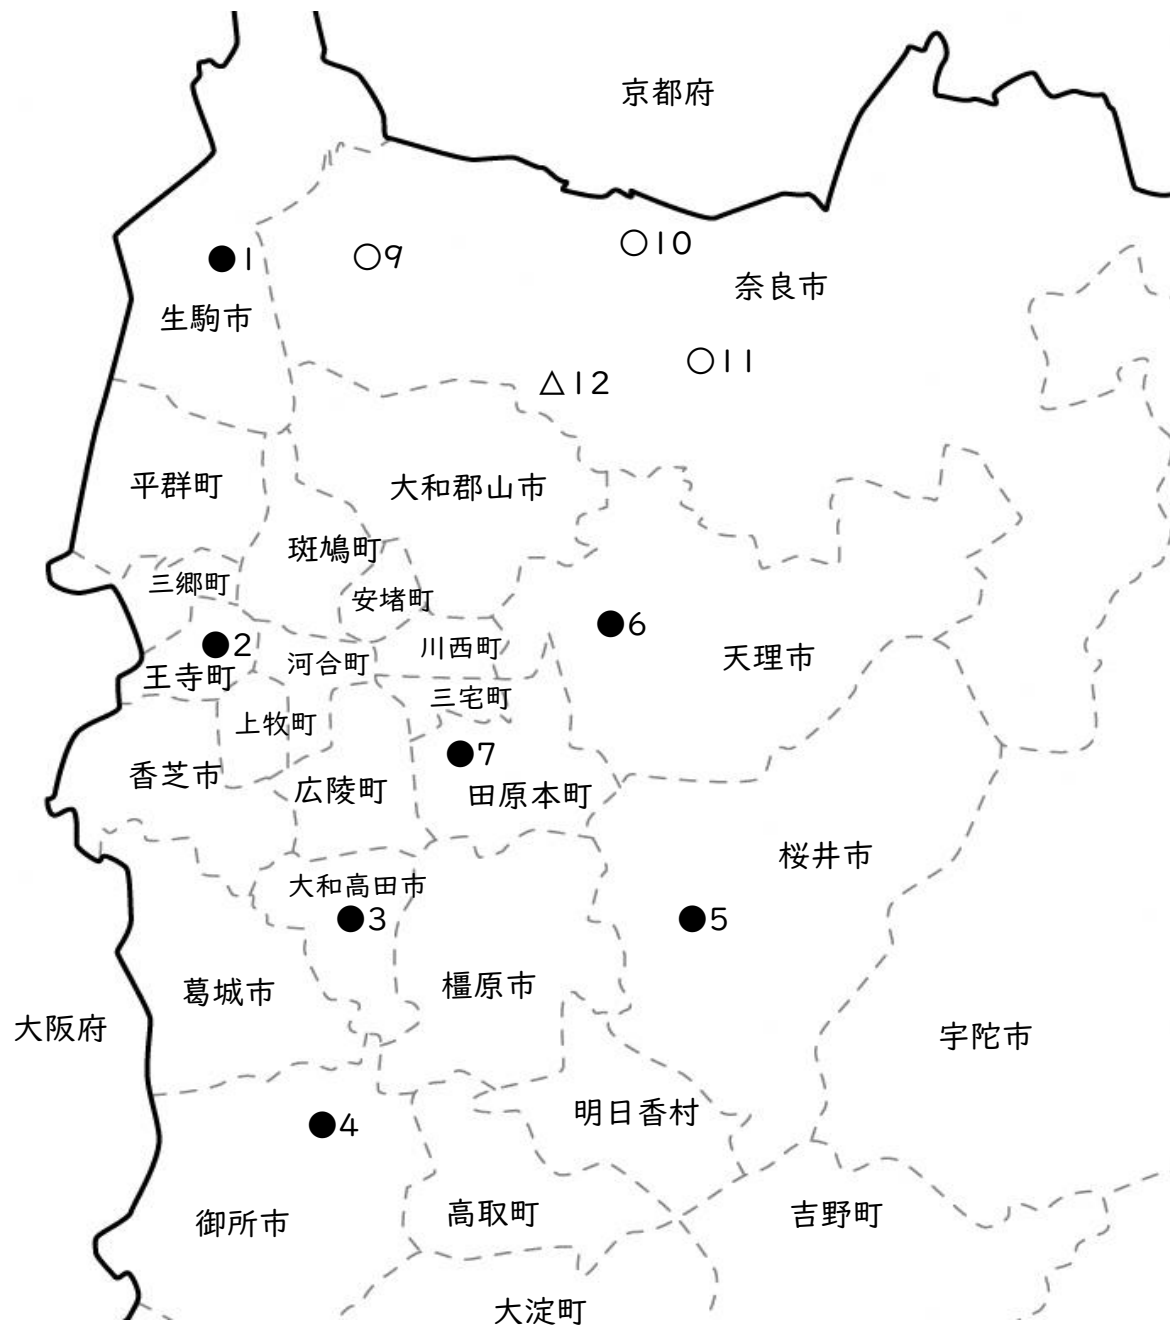 京都府
○10
●1
○9
奈良市
生駒市
○11
△12
平群町
大和郡山市
斑鳩町
三郷町
安堵町
●6
●2
川西町
天理市
河合町
王寺町
三宅町
上牧町
●7
香芝市
広陵町
田原本町
桜井市
大和高田市
●3
●5
橿原市
葛城市
大阪府
宇陀市
明日香村
●4
高取町
吉野町
御所市
大淀町